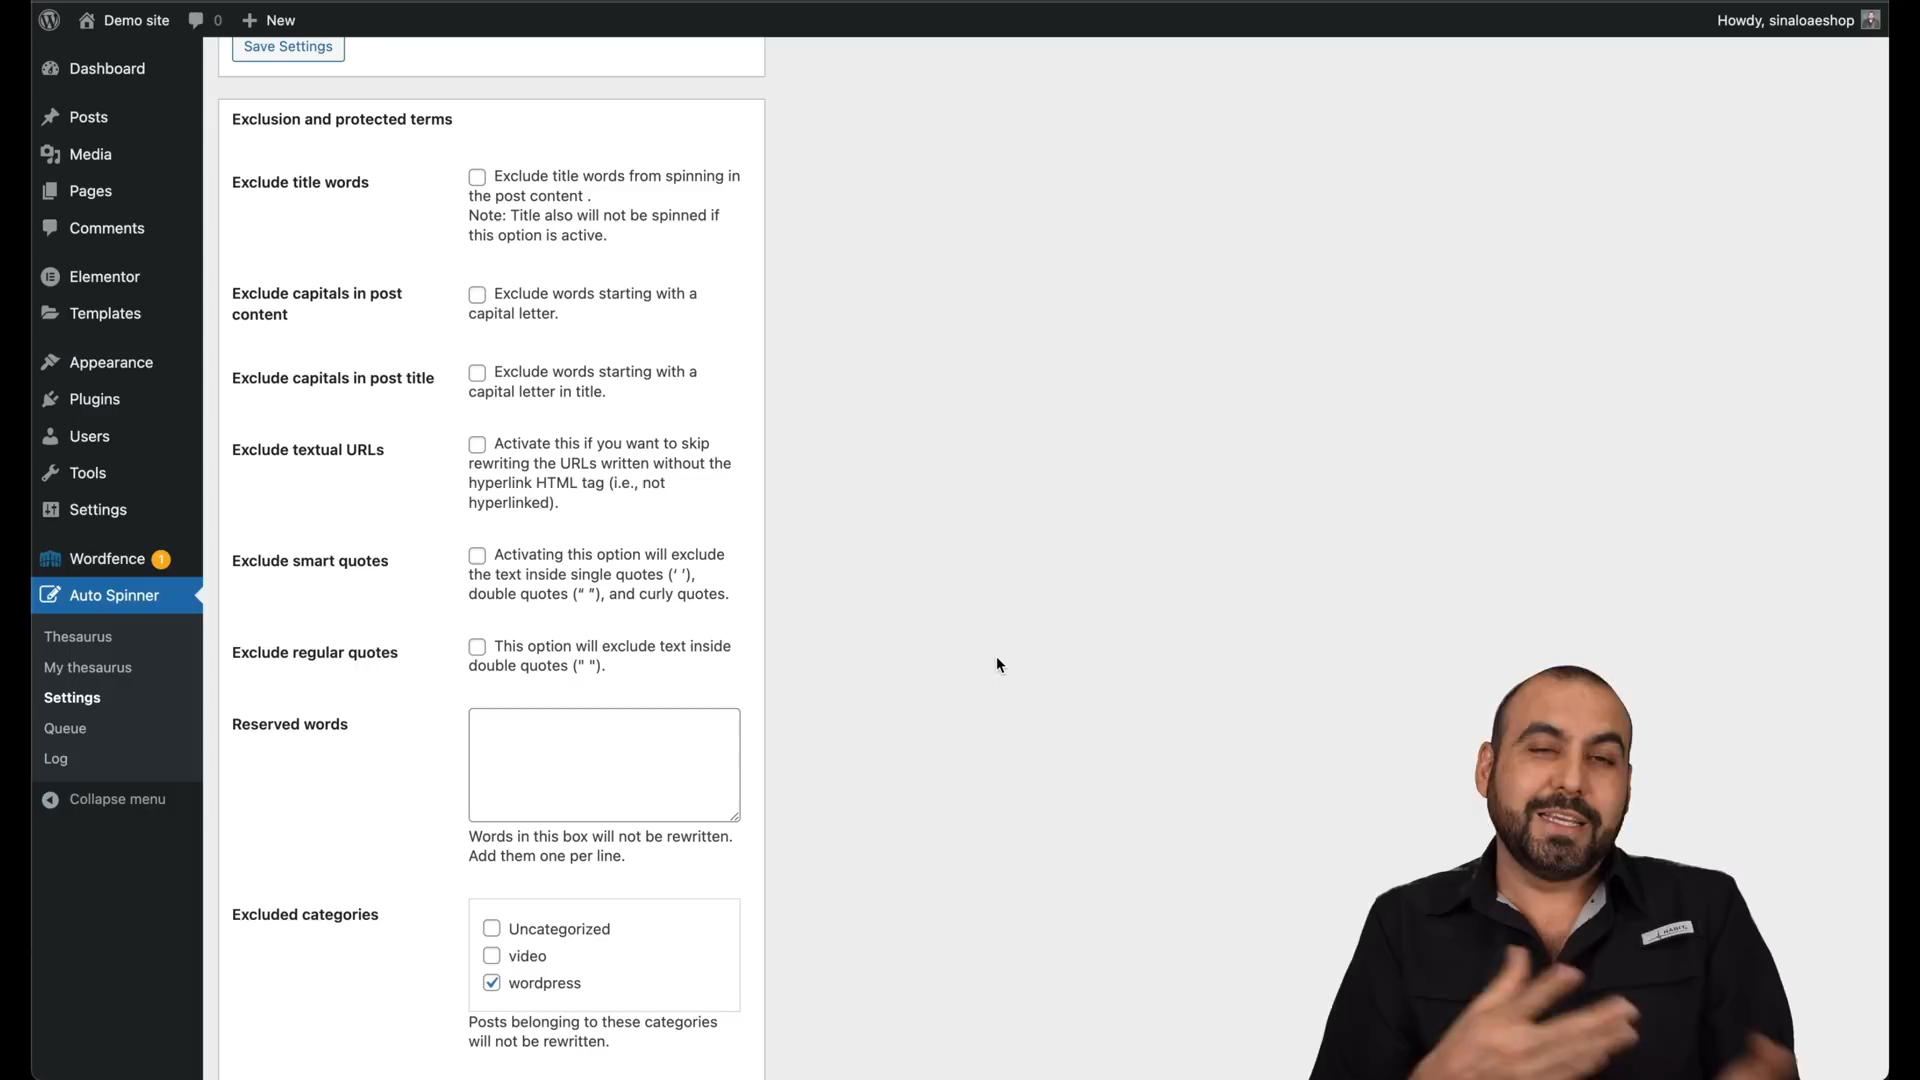 Demo site
0
New
Howdy, sinaloaeshop
Dashboard
Posts
Media
Pages
Comments
Elementor
Templates
Appearance
Plugins
Users
Tools
Settings
Wordfence 1
Auto Spinner
Thesaurus
My thesaurus
Settings
Queue
Log
Collapse menu
Save Settings
Exclusion and protected terms
Exclude title words
Exclude title words from spinning in
the post content .
Note: Title also will not be spinned if
this option is active.
Exclude capitals in post
content
Exclude words starting with a
capital letter.
Exclude capitals in post title
Exclude words starting with a
capital letter in title.
Exclude textual URLs
Activate this if you want to skip
rewriting the URLs written without the
hyperlink HTML tag (i.e., not
hyperlinked).
Exclude smart quotes
Activating this option will exclude
the text inside single quotes (‘ ’),
double quotes (“ ”), and curly quotes.
Exclude regular quotes
This option will exclude text inside
double quotes (" ").
Reserved words
Words in this box will not be rewritten.
Add them one per line.
Excluded categories
Uncategorized
video
wordpress
Posts belonging to these categories
will not be rewritten.